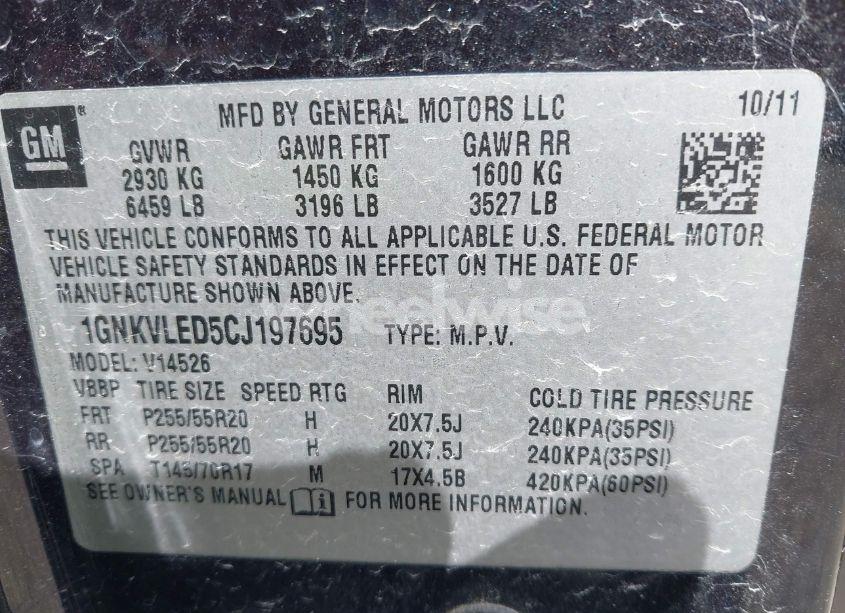 GM®
MFD BY GENERAL MOTORS LLC 10/11
GVWR GAWR FRT GAWR RR
2930 KG 1450 KG 1600 KG
6459 LB 3196 LB 3527 LB
THIS VEHICLE CONFORMS TO ALL APPLICABLE U.S. FEDERAL MOTOR
VEHICLE SAFETY STANDARDS IN EFFECT ON THE DATE OF
MANUFACTURE SHOWN ABOVE.
1GNKVLED5CJ197695 TYPE: M.P.V.
MODEL: V14526
VBBP TIRE SIZE SPEED RTG RIM COLD TIRE PRESSURE
FRT P255/55R20 H 20X7.5J 240KPA(35PSI)
RR P255/55R20 H 20X7.5J 240KPA(35PSI)
SPA T145/70R17 M 17X4.5B 420KPA(60PSI)
SEE OWNER'S MANUAL FOR MORE INFORMATION.